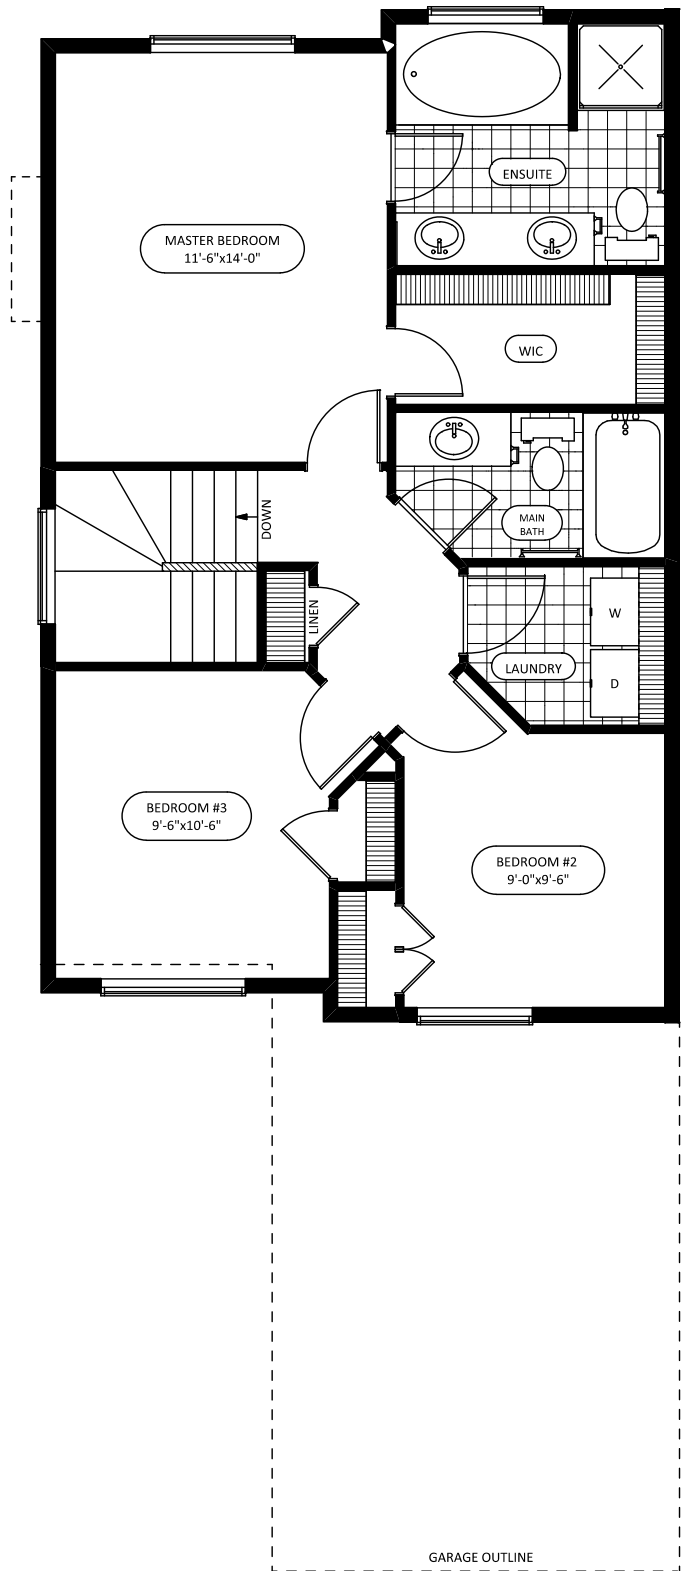 ENSUITE
MASTER BEDROOM
11'-6"x14'-0"
WIC
DOWN
MAIN
BATH
LINEN
W
LAUNDRY
D
BEDROOM #3
9'-6"x10'-6"
BEDROOM #2
9'-0"x9'-6"
GARAGE OUTLINE